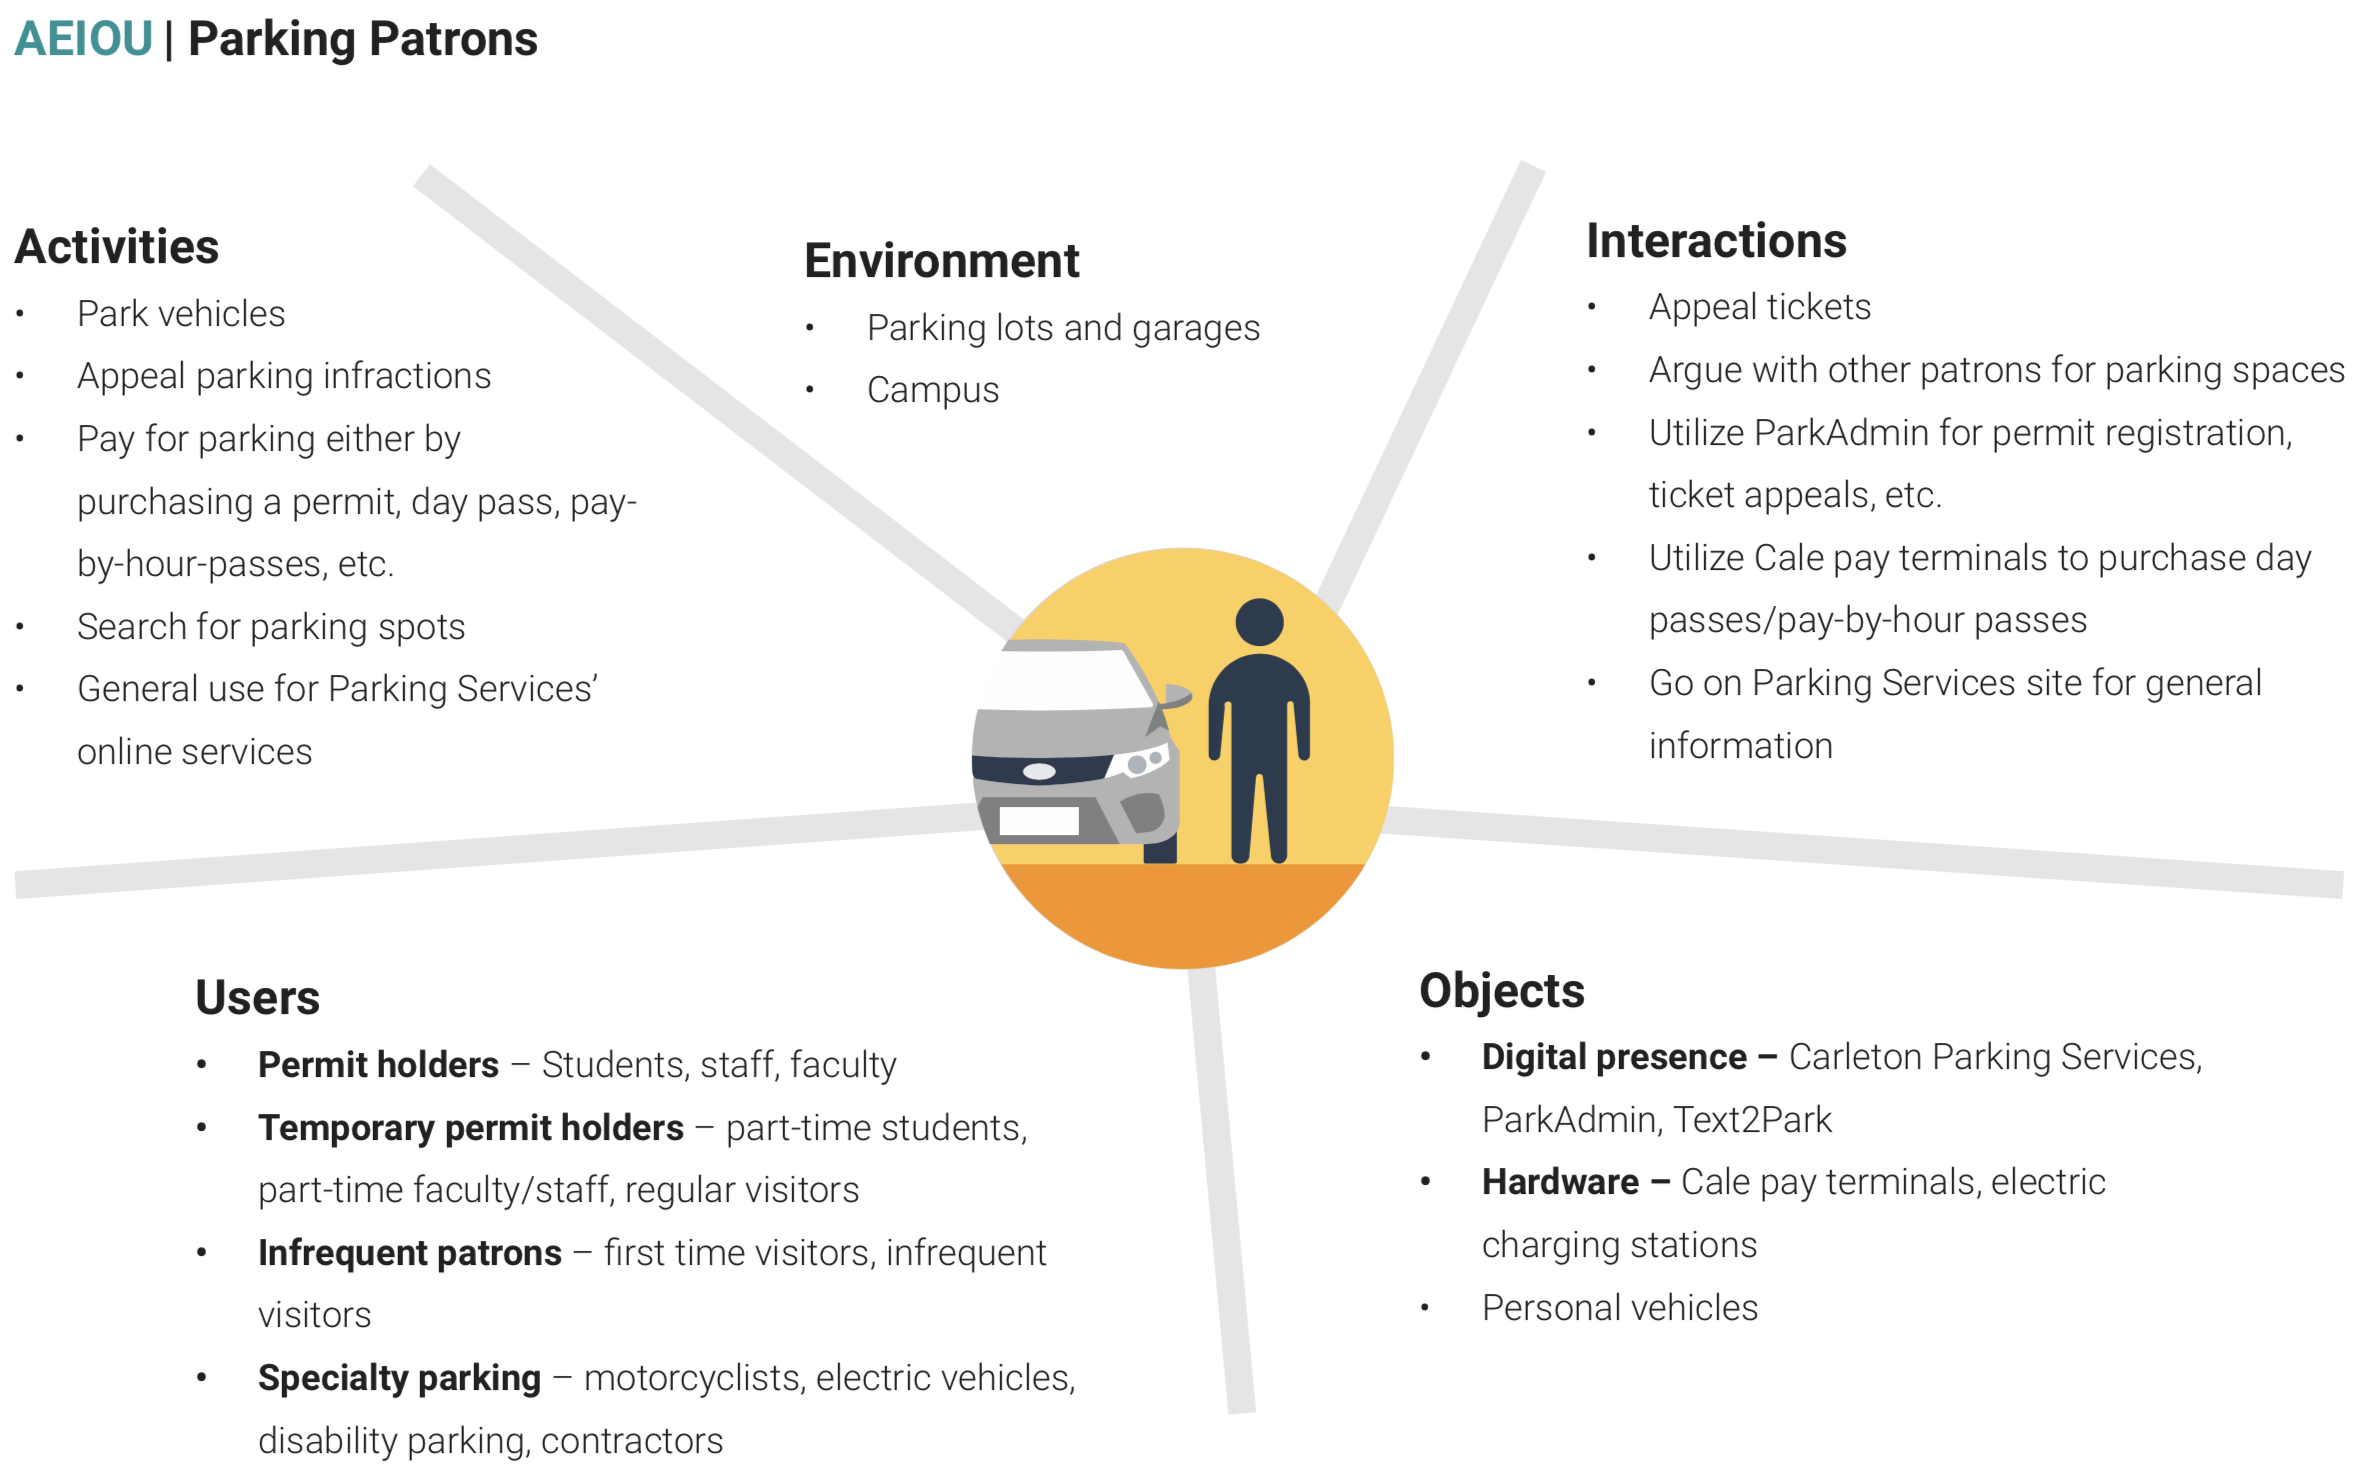 AEIOU | Parking Patrons
Activities
• Park vehicles
• Appeal parking infractions
• Pay for parking either by
purchasing a permit, day pass, pay-
by-hour-passes, etc.
• Search for parking spots
• General use for Parking Services’
online services
Environment
• Parking lots and garages
• Campus
Interactions
• Appeal tickets
• Argue with other patrons for parking spaces
• Utilize ParkAdmin for permit registration,
ticket appeals, etc.
• Utilize Cale pay terminals to purchase day
passes/pay-by-hour passes
• Go on Parking Services site for general
information
Users
• Permit holders – Students, staff, faculty
• Temporary permit holders – part-time students,
part-time faculty/staff, regular visitors
• Infrequent patrons – first time visitors, infrequent
visitors
• Specialty parking – motorcyclists, electric vehicles,
disability parking, contractors
Objects
• Digital presence – Carleton Parking Services,
ParkAdmin, Text2Park
• Hardware – Cale pay terminals, electric
charging stations
• Personal vehicles